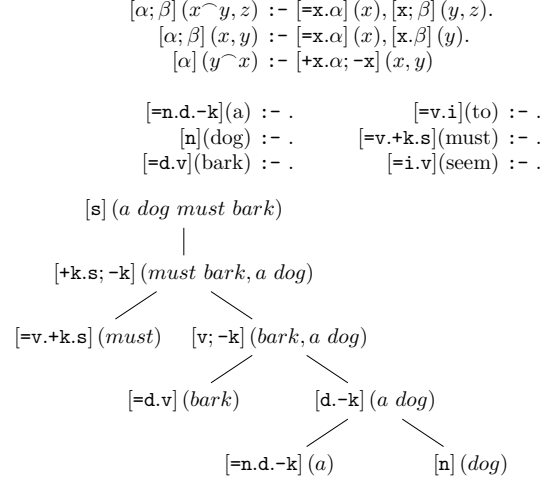 [α; β] (x⌢y, z) :- [=x.α] (x), [x; β] (y, z).
[α; β] (x, y) :- [=x.α] (x), [x.β] (y).
[α] (y⌢x) :- [+x.α; -x] (x, y)
[=n.d.-k](a) :- . [=v.i](to) :- .
[n](dog) :- . [=v.+k.s](must) :- .
[=d.v](bark) :- . [=i.v](seem) :- .
[s] (a dog must bark)
[+k.s; -k] (must bark, a dog)
[=v.+k.s] (must) [v; -k] (bark, a dog)
[=d.v] (bark) [d.-k] (a dog)
[=n.d.-k] (a) [n] (dog)